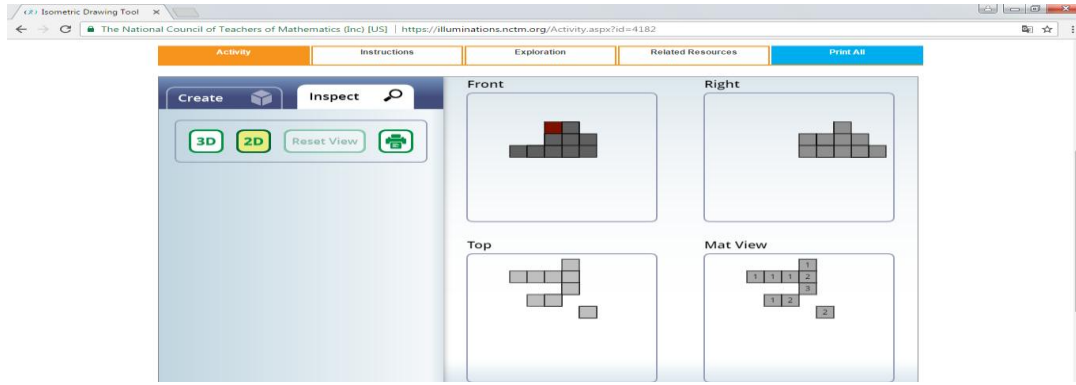 Isometric Drawing Tool
The National Council of Teachers of Mathematics (Inc) [US] | https://illuminations.nctm.org/Activity.aspx?id=4182
Activity Instructions Exploration Related Resources Print All
Create Inspect
3D 2D Reset View
Front Right
Top Mat View
1
1 1 1 2
3
1 2
2